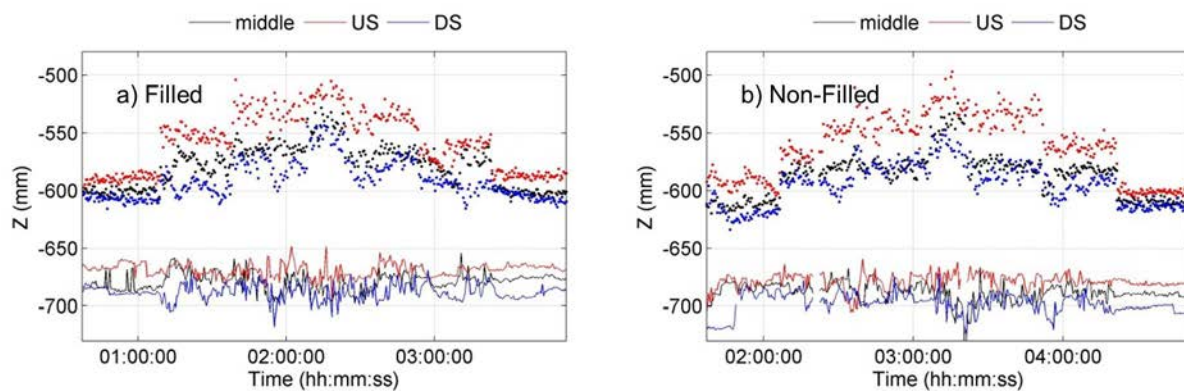 middle US DS
-500
-550
-600
-650
-700
Z (mm)
a) Filled
01:00:00 02:00:00 03:00:00
Time (hh:mm:ss)
middle US DS
-500
-550
-600
-650
-700
Z (mm)
b) Non-Filled
02:00:00 03:00:00 04:00:00
Time (hh:mm:ss)